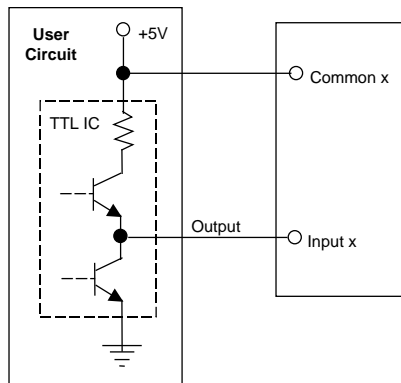 User
Circuit
+5V
Common x
TTL IC
Output
Input x